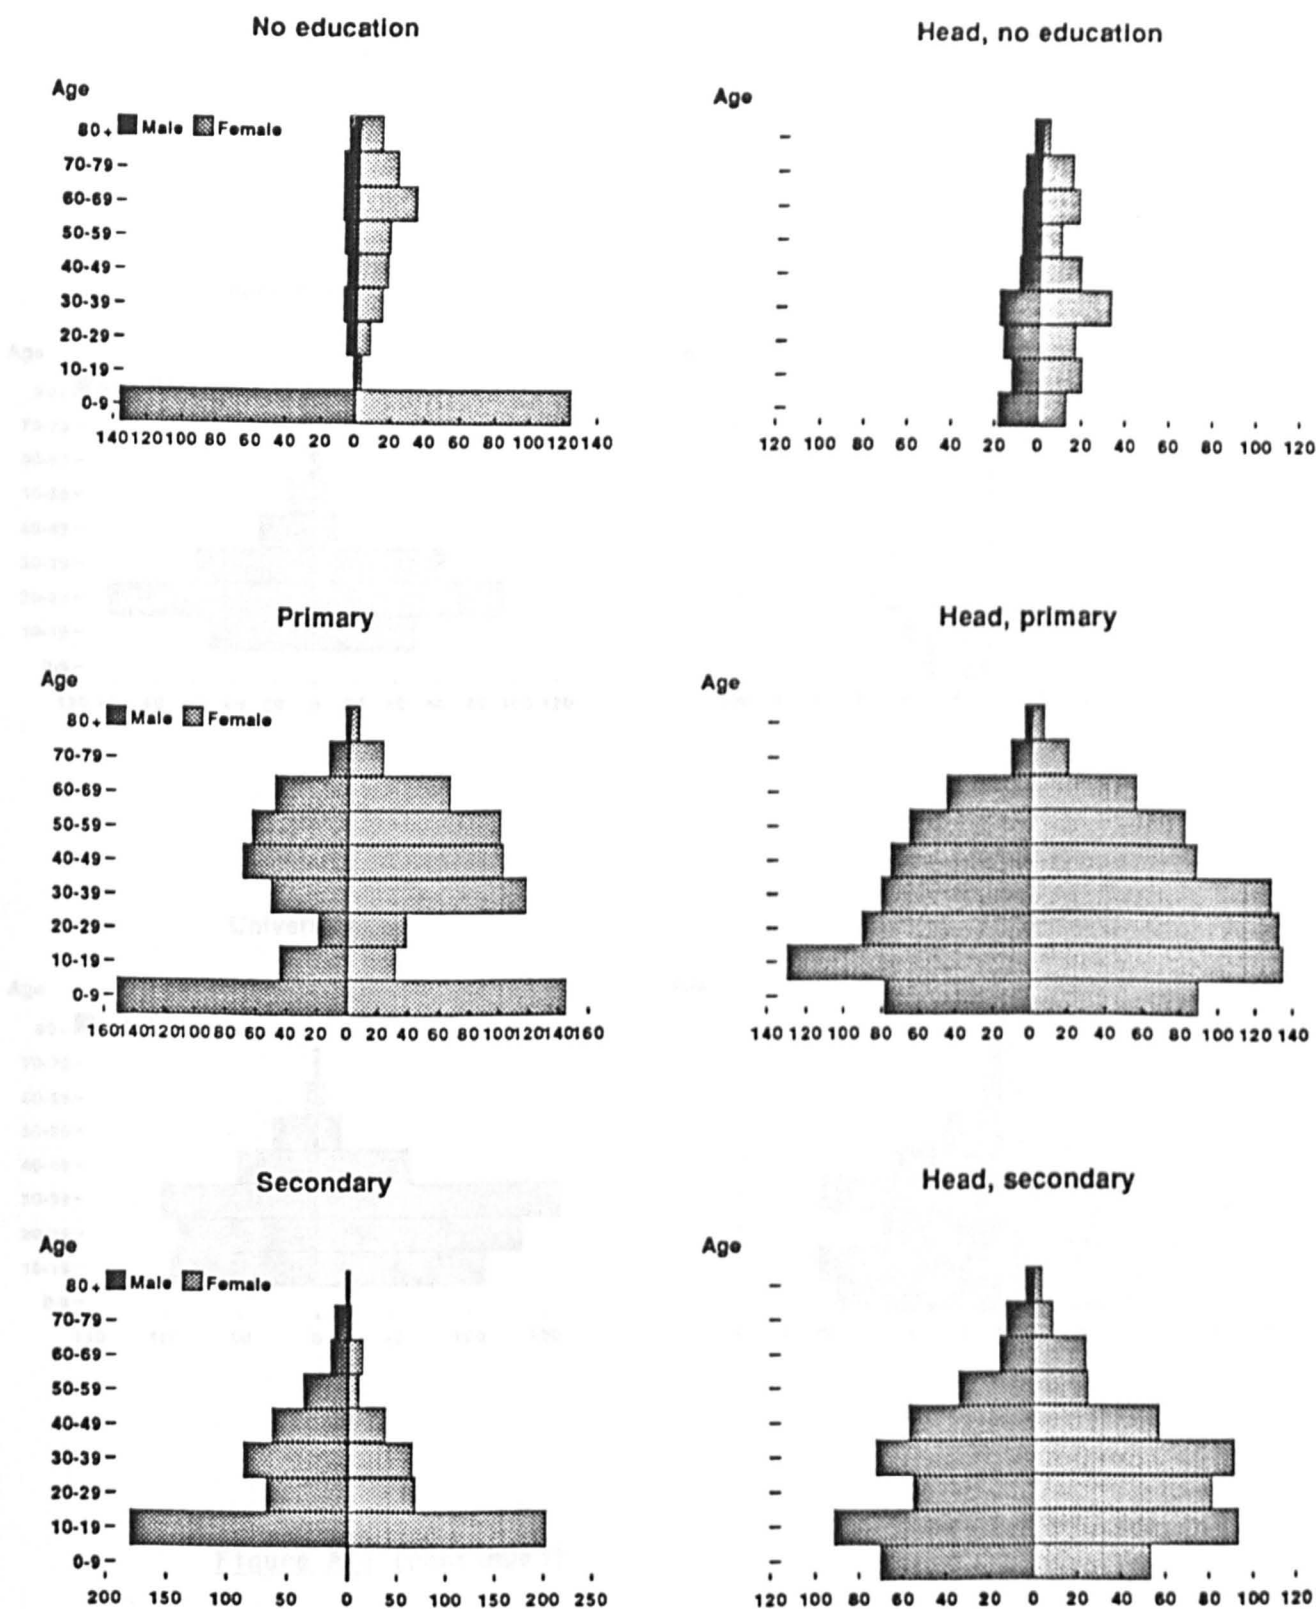 No education
Head, no education
Age
Age
80+ Male Female
70-79
60-69
50-59
40-49
30-39
20-29
10-19
0-9
140 120 100 80 60 40 20 0 20 40 60 80 100 120 140
120 100 80 60 40 20 0 20 40 60 80 100 120
Primary
Head, primary
Age
Age
80+ Male Female
70-79
60-69
50-59
40-49
30-39
20-29
10-19
0-9
160 140 120 100 80 60 40 20 0 20 40 60 80 100 120 140 160
140 120 100 80 60 40 20 0 20 40 60 80 100 120 140
Secondary
Head, secondary
Age
Age
80+ Male Female
70-79
60-69
50-59
40-49
30-39
20-29
10-19
0-9
200 150 100 50 0 50 100 150 200 250
120 100 80 60 40 20 0 20 40 60 80 100 120